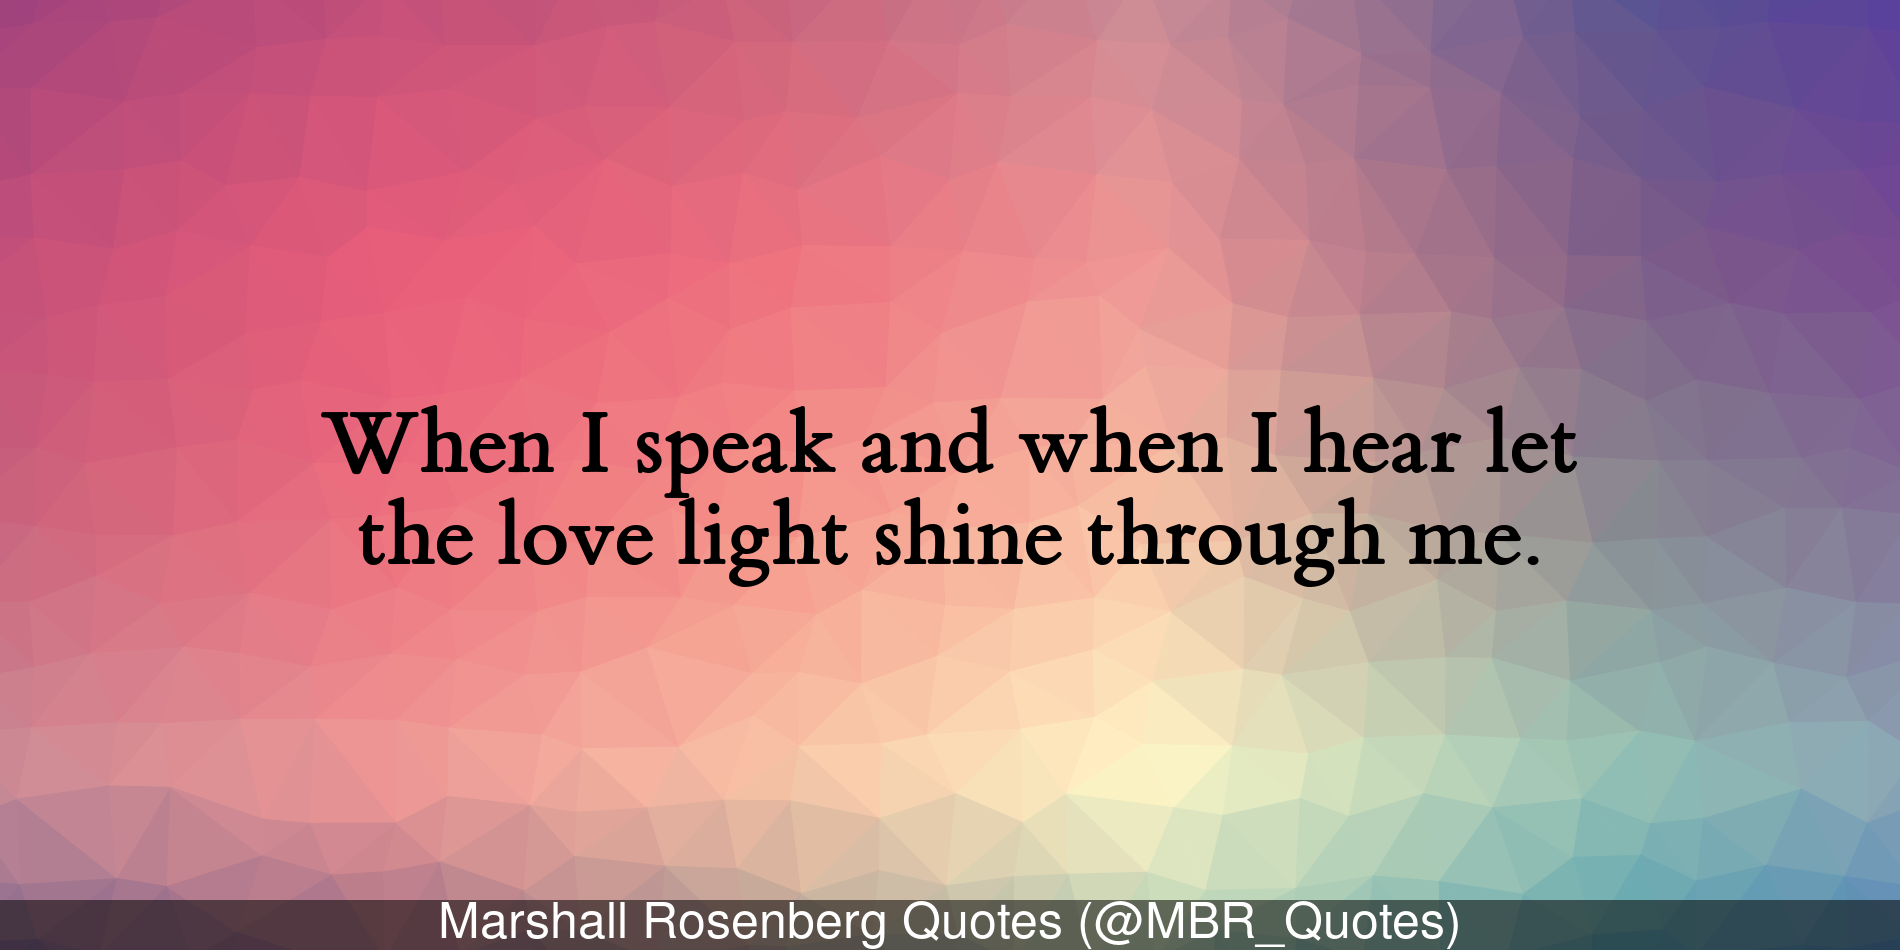 When I speak and when I hear let
the love light shine through me.
Marshall Rosenberg Quotes (@MBR_Quotes)